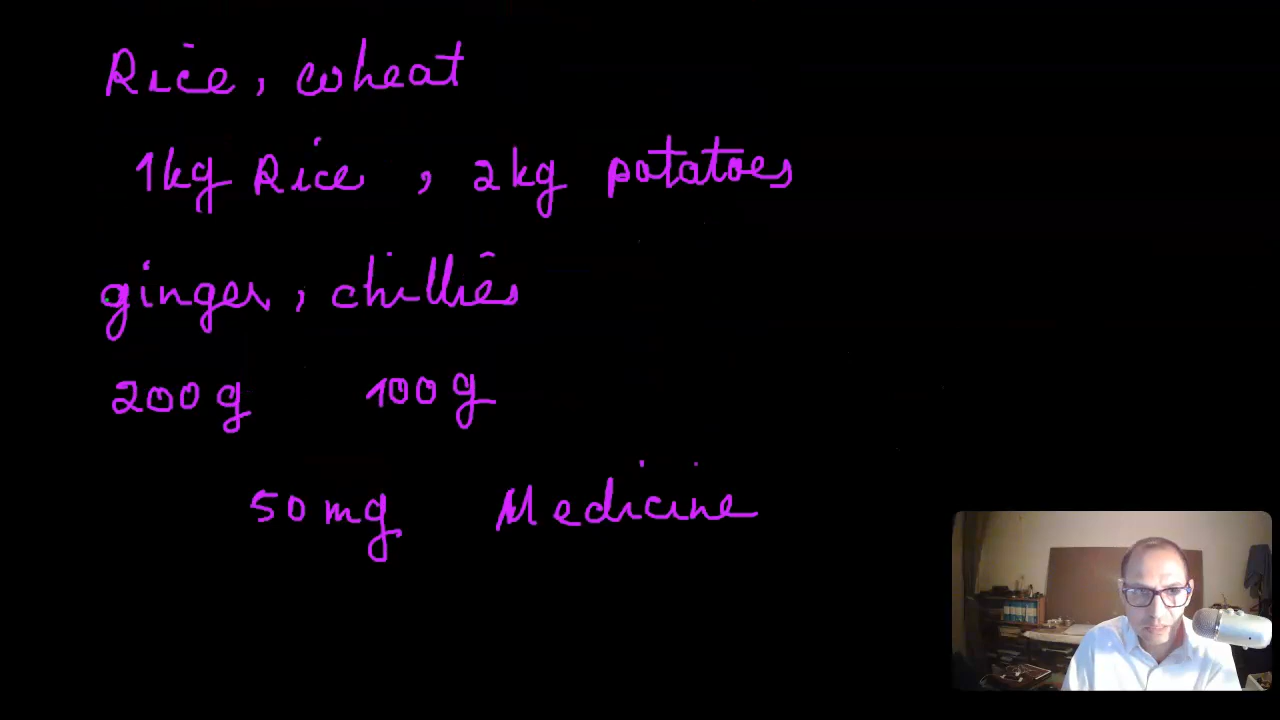 Rice, wheat
1kg Rice, 2kg potatoes
ginger, chillies
200g 100g
50mg Medicine